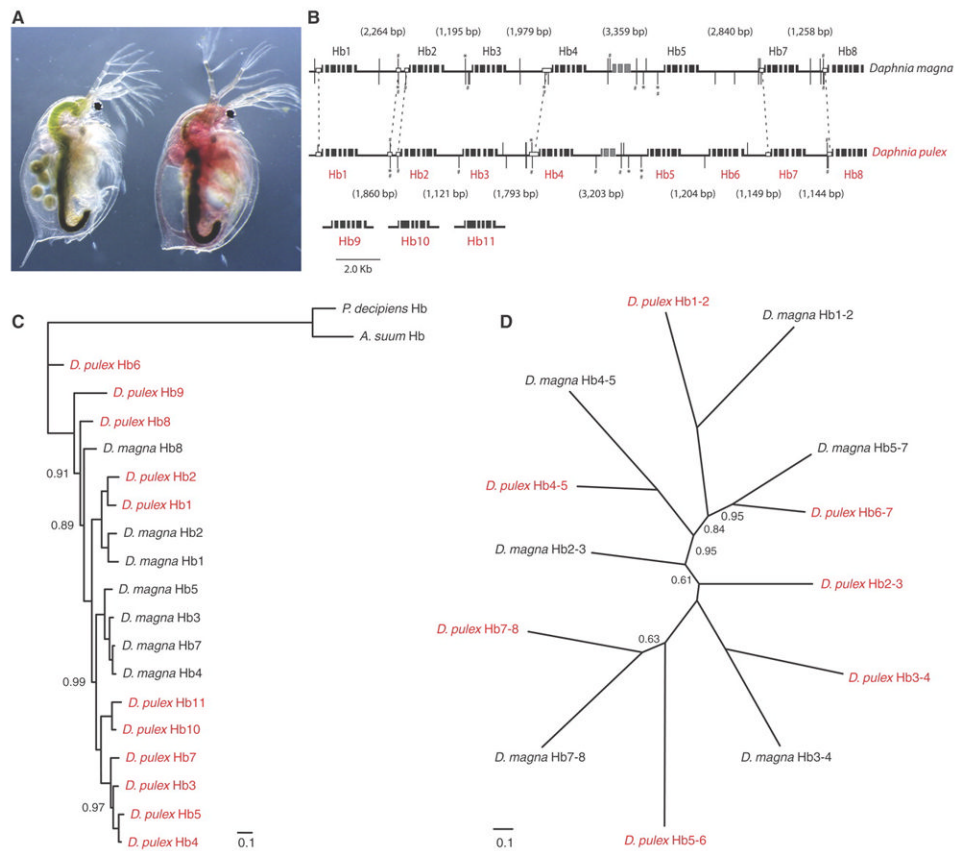 A
B
(2,264 bp) (1,195 bp) (1,979 bp) (3,359 bp) (2,840 bp) (1,258 bp)
Hb1 Hb2 Hb3 Hb4 Hb5 Hb7 Hb8
Daphnia magna
Daphnia pulex
Hb1 Hb2 Hb3 Hb4 Hb5 Hb6 Hb7 Hb8
(1,860 bp) (1,121 bp) (1,793 bp) (3,203 bp) (1,204 bp) (1,149 bp) (1,144 bp)
Hb9 Hb10 Hb11
2.0 Kb
C
P. decipiens Hb
A. suum Hb
D. pulex Hb6
D. pulex Hb9
D. pulex Hb8
D. magna Hb8
0.91
D. pulex Hb2
D. pulex Hb1
0.89
D. magna Hb2
D. magna Hb1
D. magna Hb5
D. magna Hb3
D. magna Hb7
D. magna Hb4
0.99
D. pulex Hb11
D. pulex Hb10
D. pulex Hb7
D. pulex Hb3
0.97
D. pulex Hb5
D. pulex Hb4
0.1
D
D. pulex Hb1-2
D. magna Hb1-2
D. magna Hb4-5
D. magna Hb5-7
D. pulex Hb4-5
0.95
D. pulex Hb6-7
0.84
D. magna Hb2-3
0.95
0.61
D. pulex Hb2-3
D. pulex Hb7-8
0.63
D. pulex Hb3-4
D. magna Hb7-8
D. magna Hb3-4
0.1
D. pulex Hb5-6